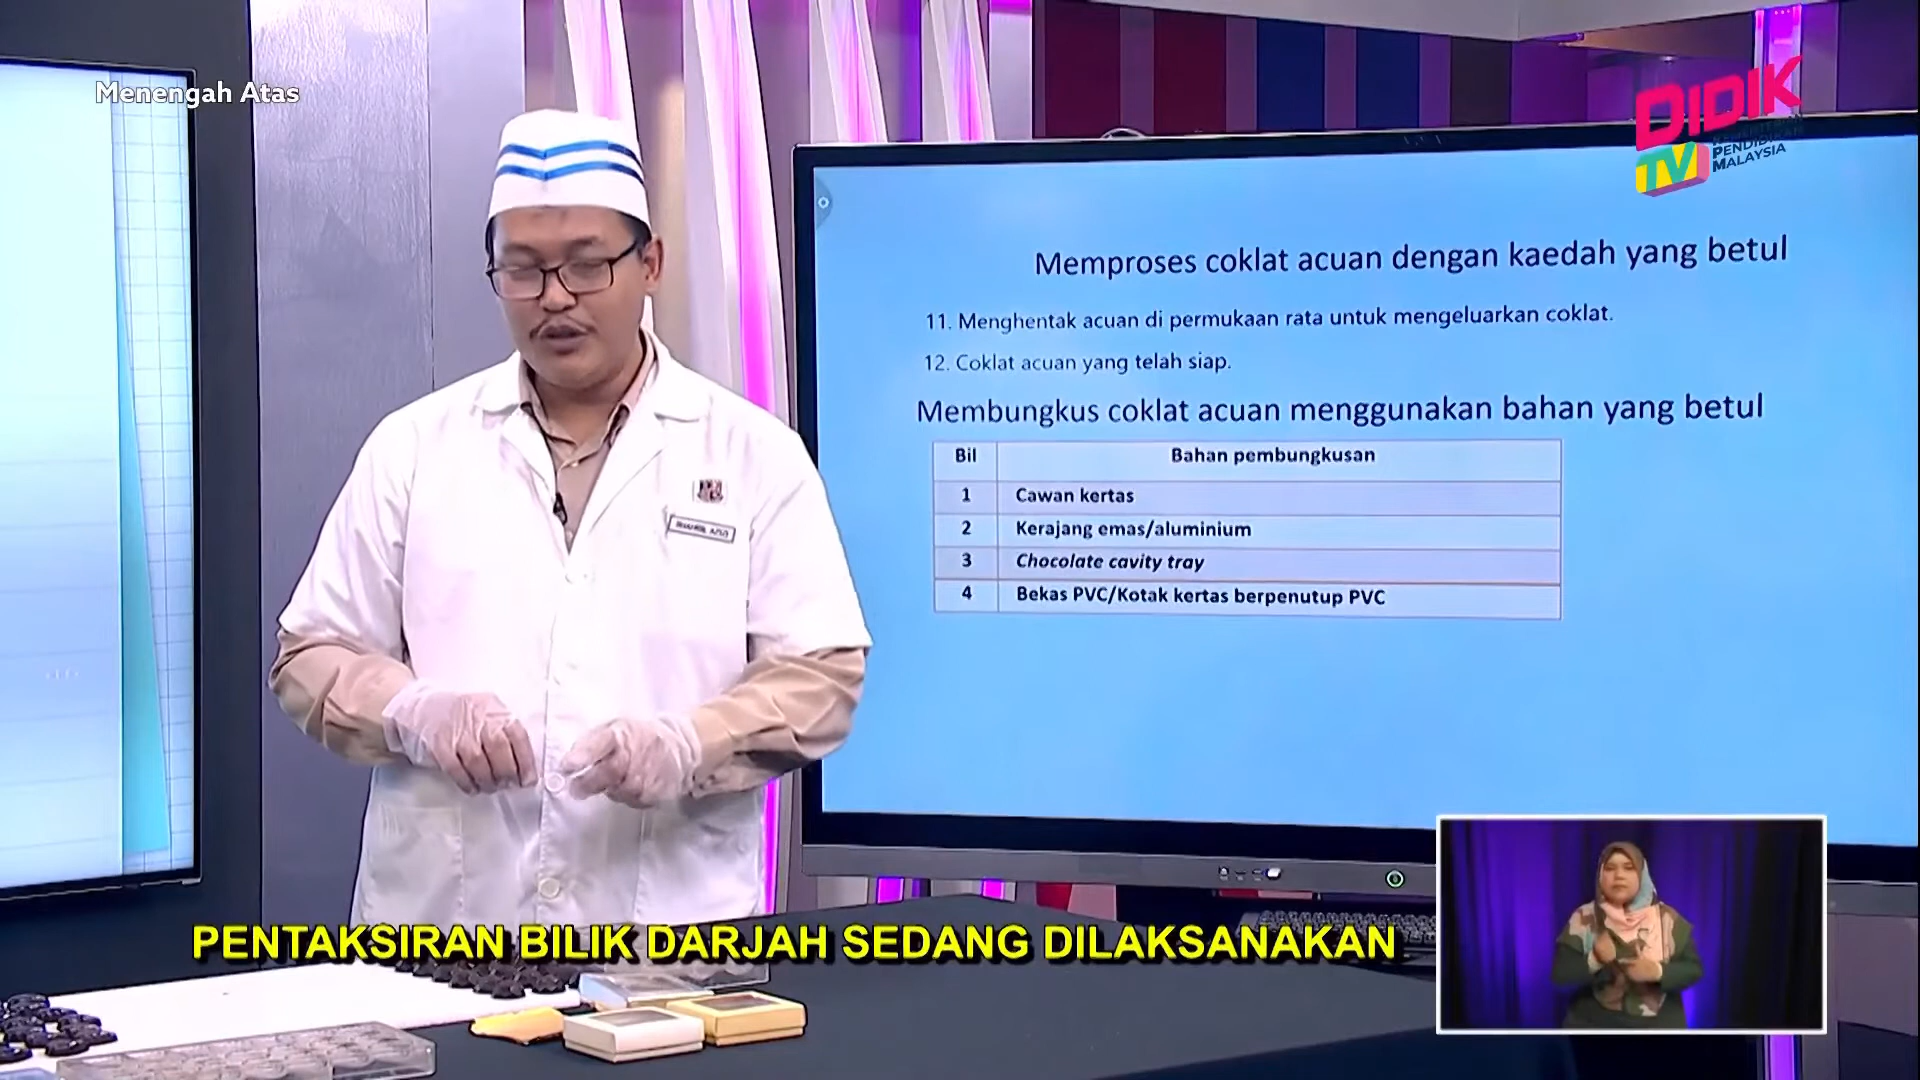 Menengah Atas
DIDIK
TV
PENDIDIKAN
MALAYSIA
Memproses coklat acuan dengan kaedah yang betul
11. Menghentak acuan di permukaan rata untuk mengeluarkan coklat.
12. Coklat acuan yang telah siap.
Membungkus coklat acuan menggunakan bahan yang betul
Bil Bahan pembungkusan
1 Cawan kertas
2 Kerajang emas/aluminium
3 Chocolate cavity tray
4 Bekas PVC/Kotak kertas berpenutup PVC
PENTAKSIRAN BILIK DARJAH SEDANG DILAKSANAKAN